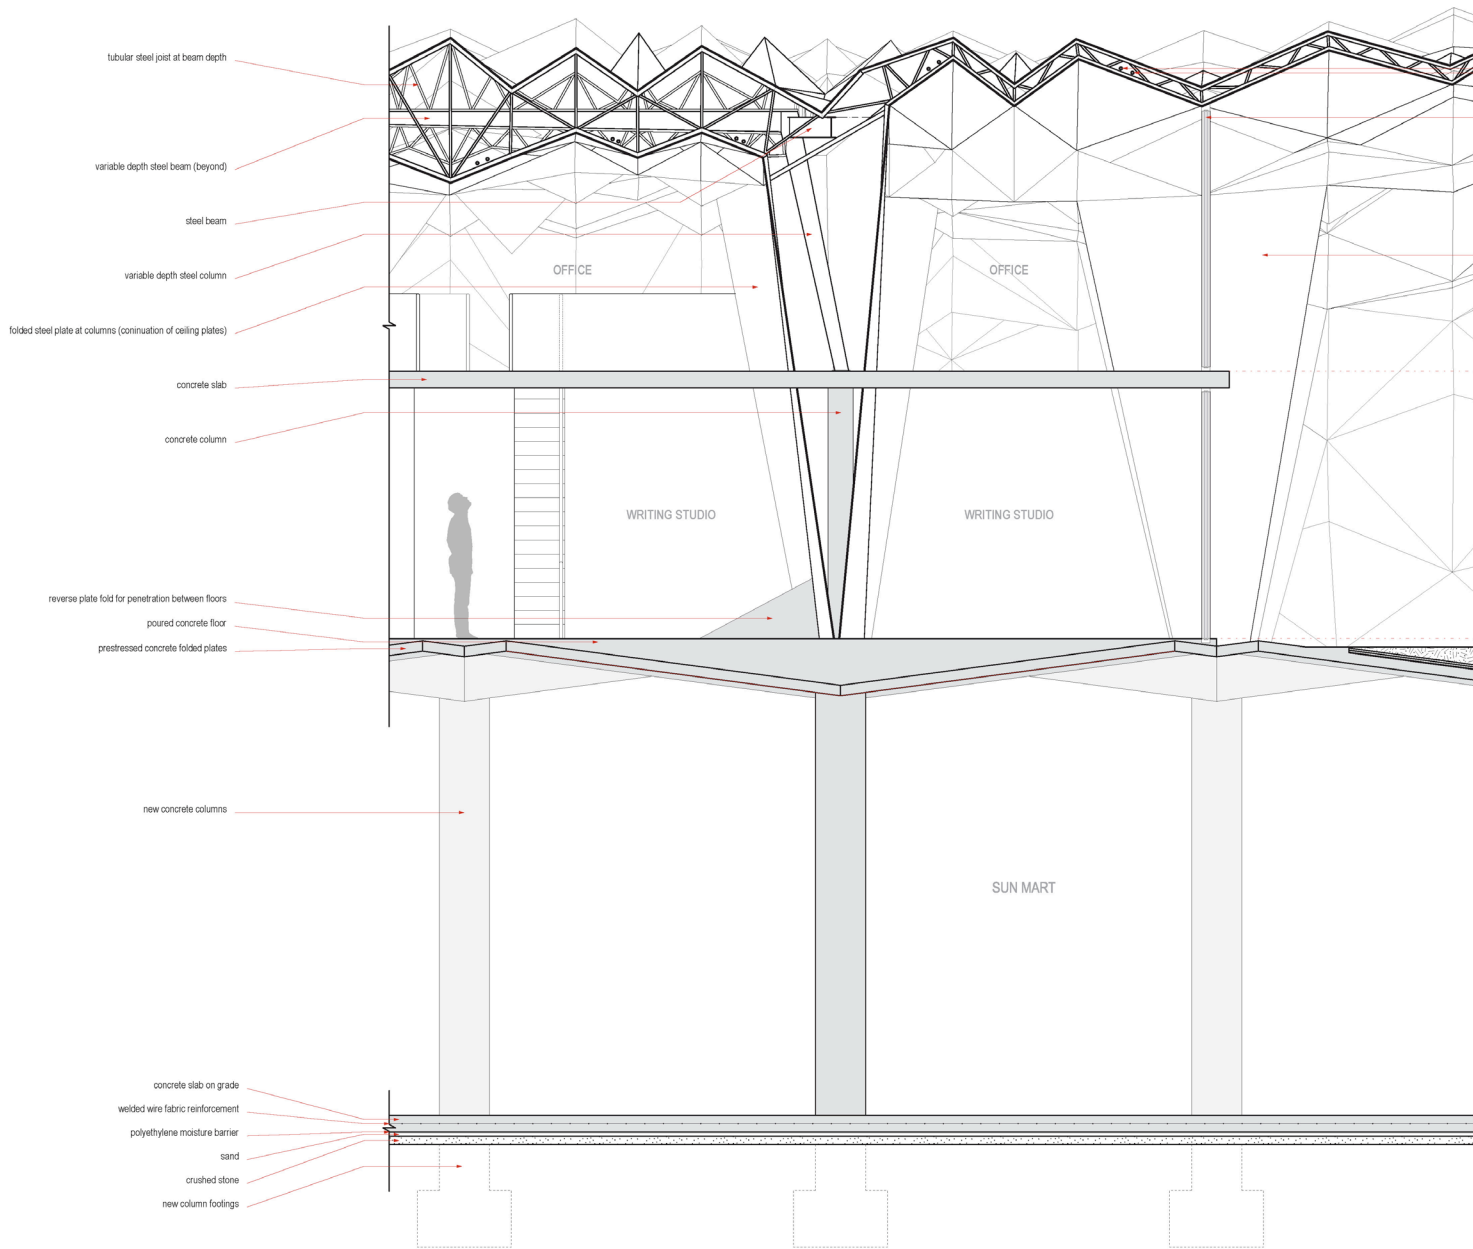 tubular steel joist at beam depth
variable depth steel beam (beyond)
steel beam
variable depth steel column
OFFICE
OFFICE
folded steel plate at columns (coninuation of ceiling plates)
concrete slab
concrete column
WRITING STUDIO
WRITING STUDIO
reverse plate fold for penetration between floors
poured concrete floor
prestressed concrete folded plates
new concrete columns
SUN MART
concrete slab on grade
welded wire fabric reinforcement
polyethylene moisture barrier
sand
crushed stone
new column footings